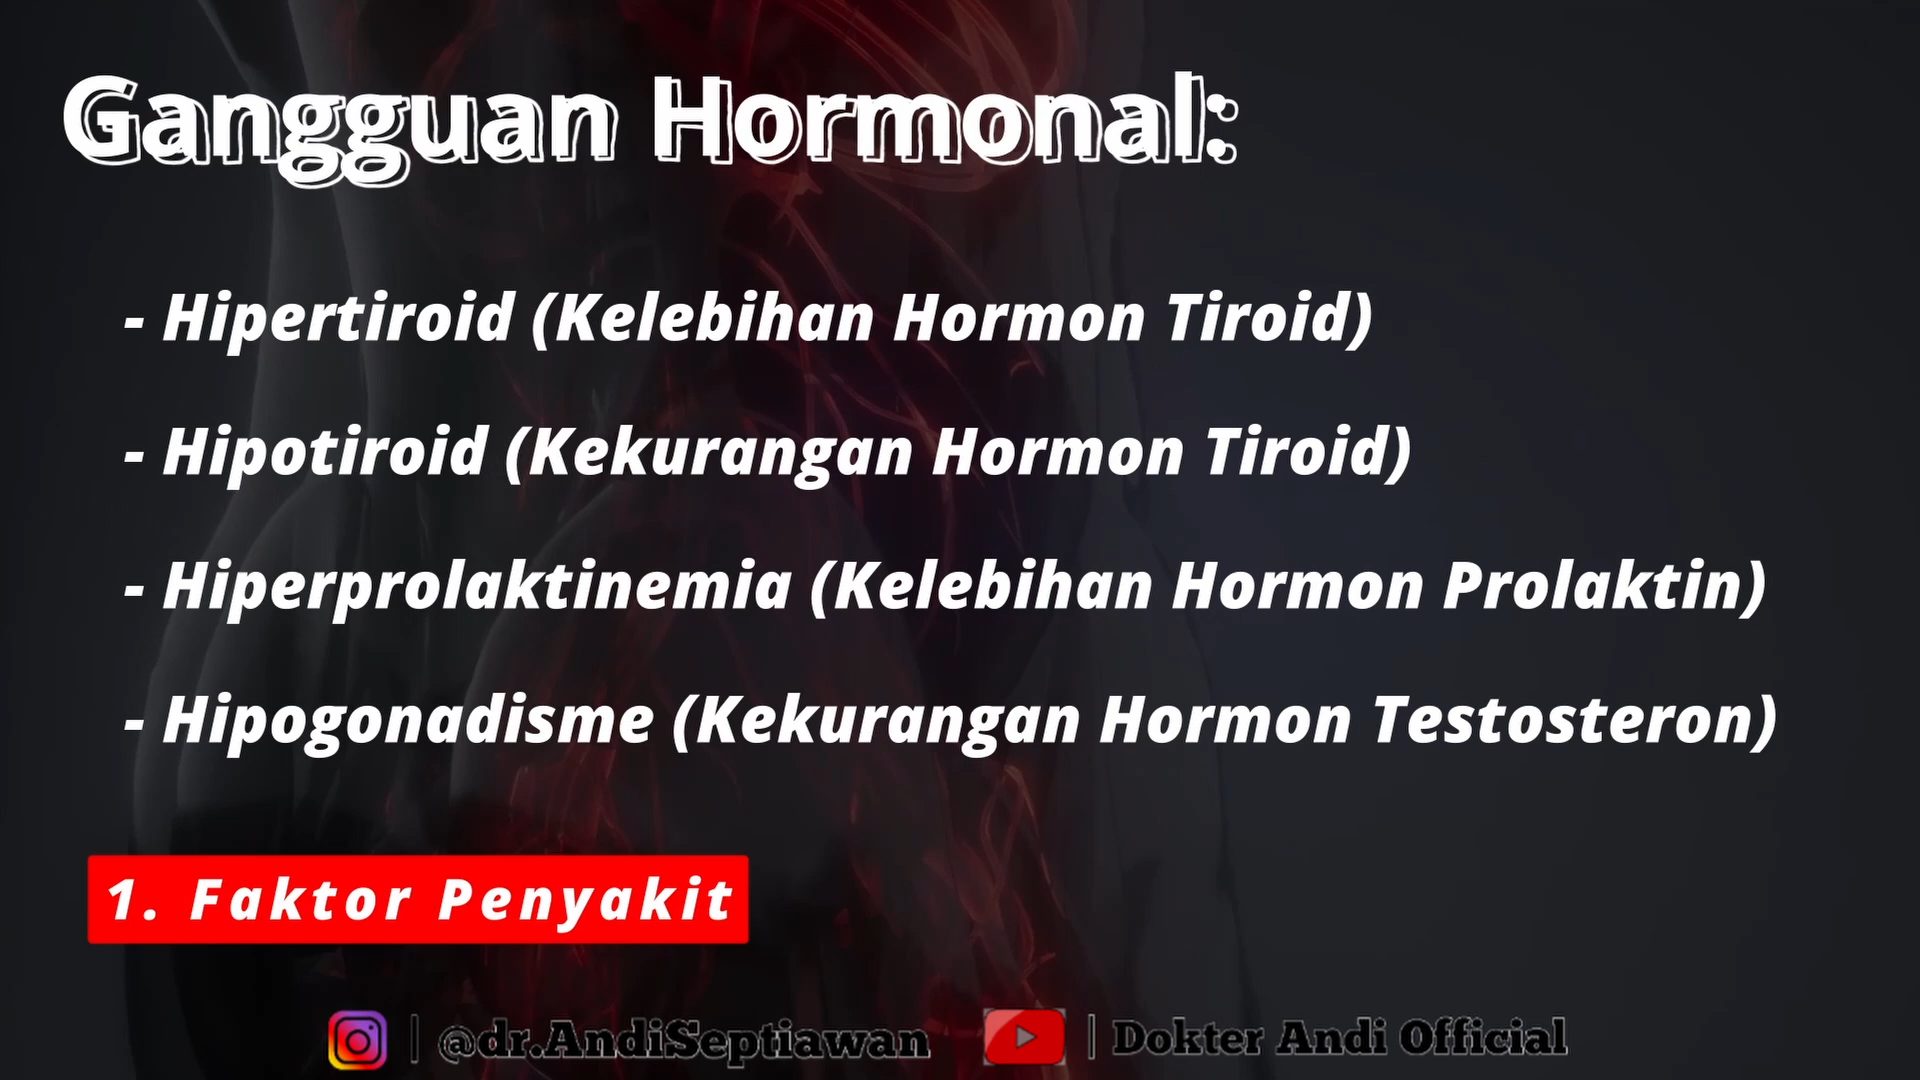 Gangguan Hormonal:
- Hipertiroid (Kelebihan Hormon Tiroid)
- Hipotiroid (Kekurangan Hormon Tiroid)
- Hiperprolaktinemia (Kelebihan Hormon Prolaktin)
- Hipogonadisme (Kekurangan Hormon Testosteron)
1. Faktor Penyakit
| @dr.AndiSeptiawan | Dokter Andi Official